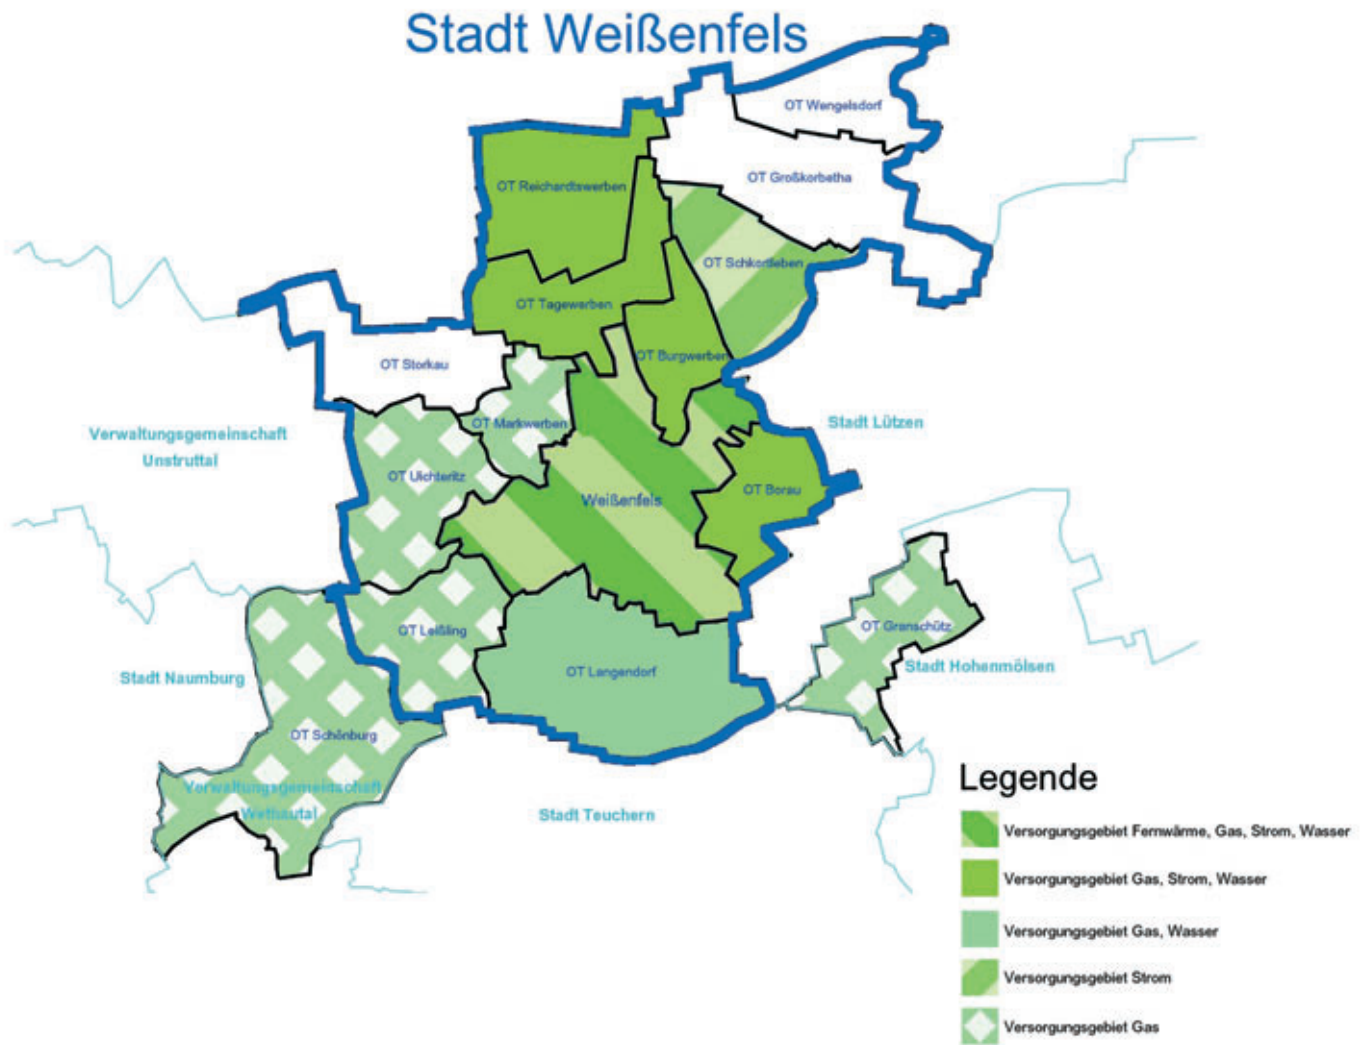 Stadt Weißenfels
OT Wengelsdorf
OT Großkorbetha
OT Reichardtswerben
OT Schkortleben
OT Tagewerben
OT Burgwerben
OT Storkau
OT Markwerben
Stadt Lützen
Verwaltungsgemeinschaft
Unstruttal
OT Uichteritz
Weißenfels
OT Borau
OT Leißling
OT Granschütz
OT Langendorf
Stadt Hohenmölsen
Stadt Naumburg
OT Schönburg
Verwaltungsgemeinschaft
Wethautal
Stadt Teuchern
Legende
Versorgungsgebiet Fernwärme, Gas, Strom, Wasser
Versorgungsgebiet Gas, Strom, Wasser
Versorgungsgebiet Gas, Wasser
Versorgungsgebiet Strom
Versorgungsgebiet Gas